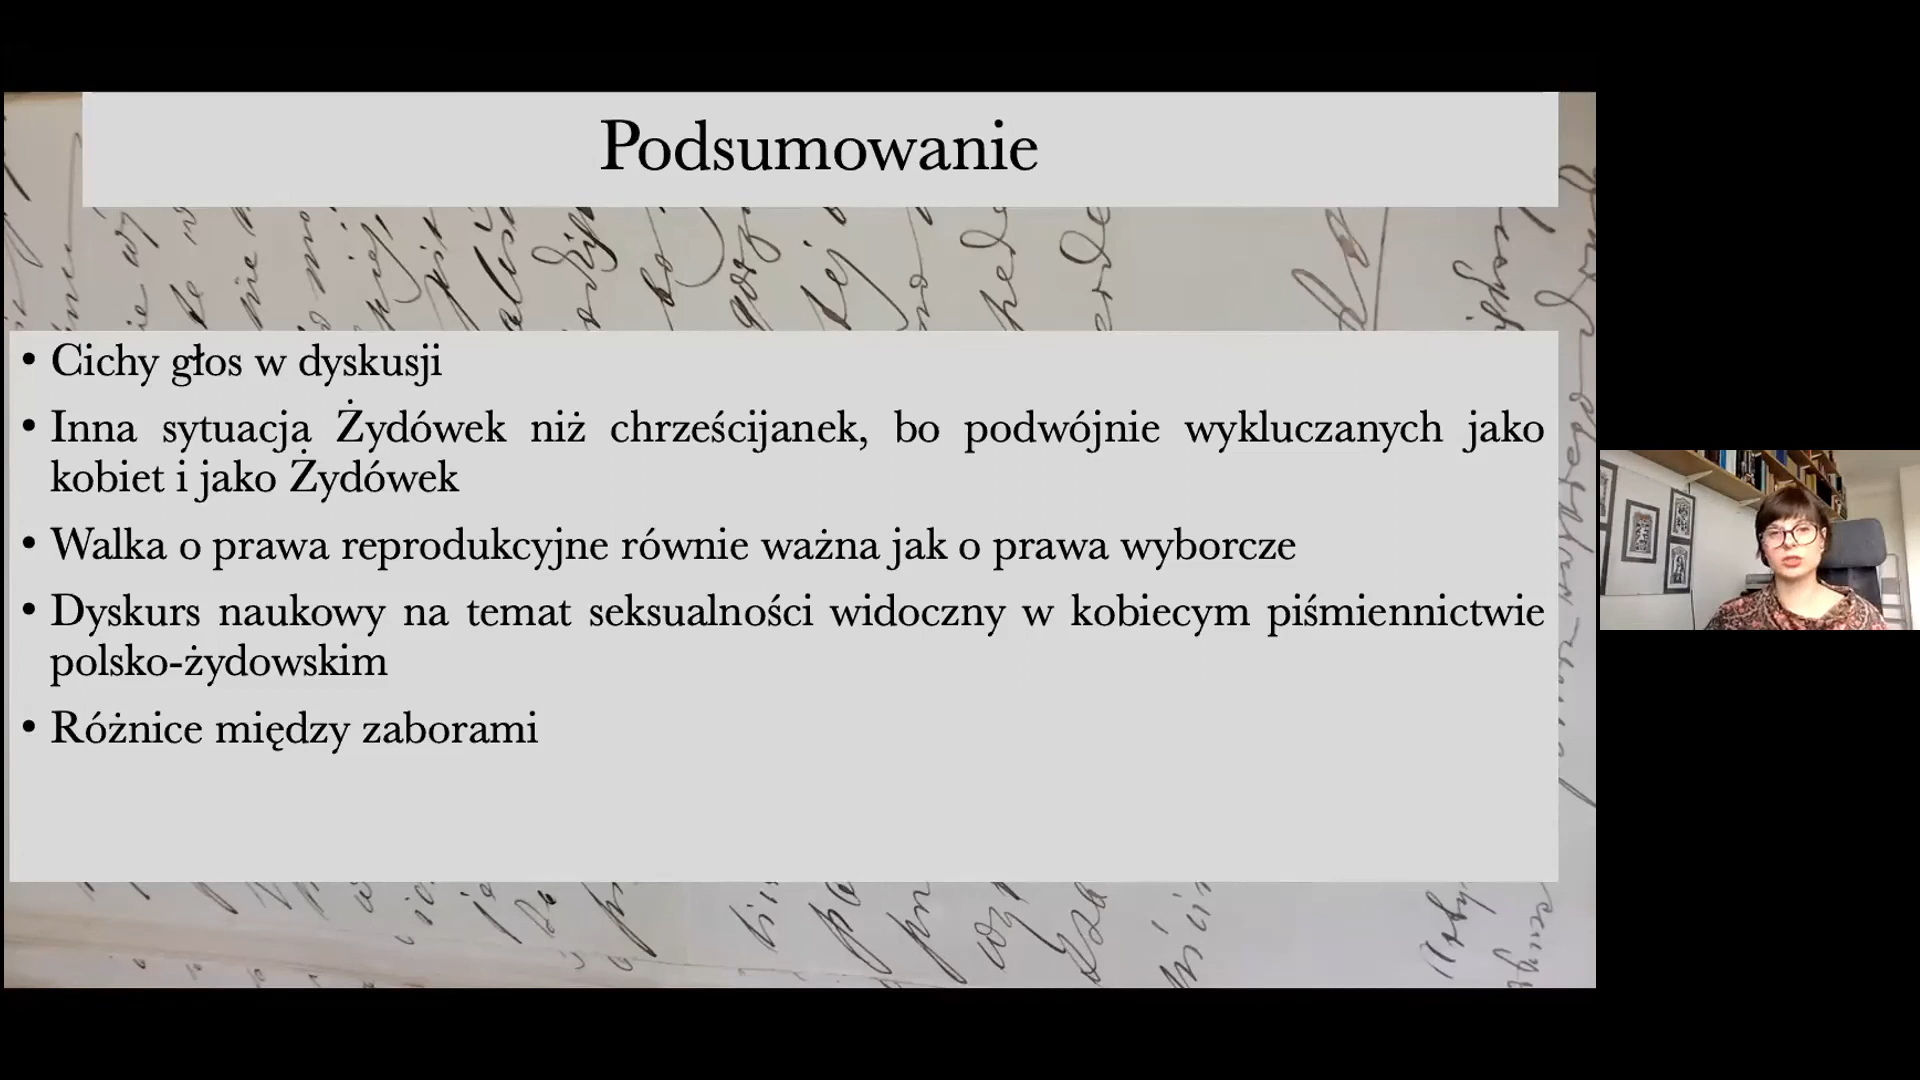 Podsumowanie
• Cichy głos w dyskusji
• Inna sytuacja Żydówek niż chrześcijanek, bo podwójnie wykluczanych jako
kobiet i jako Żydówek
• Walka o prawa reprodukcyjne równie ważna jak o prawa wyborcze
• Dyskurs naukowy na temat seksualności widoczny w kobiecym piśmiennictwie
polsko-żydowskim
• Różnice między zaborami